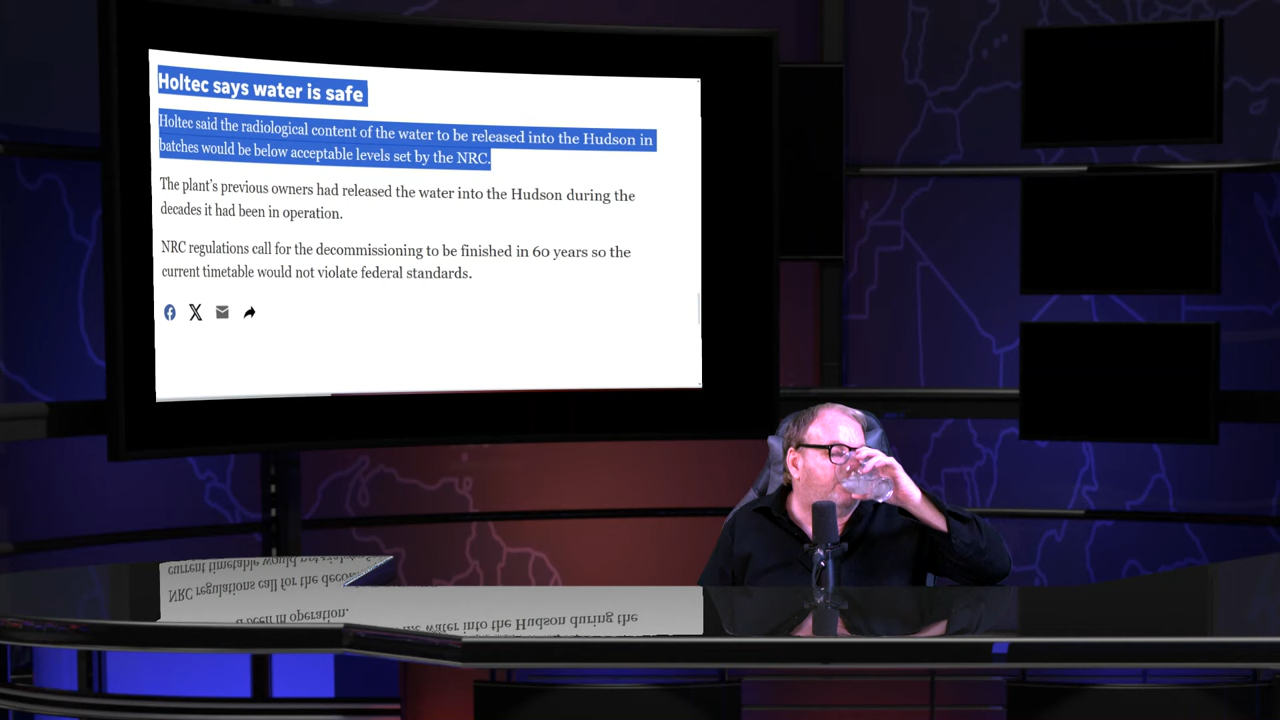 Holtec says water is safe
Holtec said the radiological content of the water to be released into the Hudson in
batches would be below acceptable levels set by the NRC.
The plant's previous owners had released the water into the Hudson during the
decades it had been in operation.
NRC regulations call for the decommissioning to be finished in 60 years so the
current timetable would not violate federal standards.